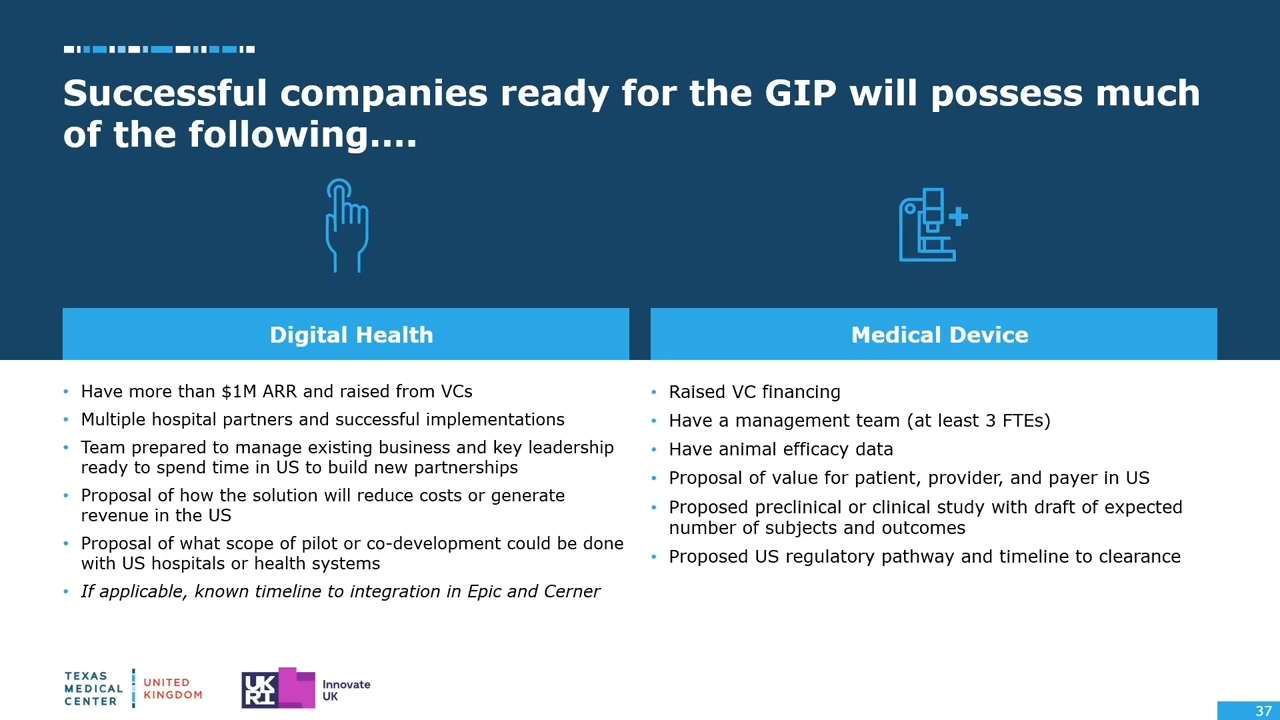 Successful companies ready for the GIP will possess much
of the following....
Digital Health
• Have more than $1M ARR and raised from VCs
• Multiple hospital partners and successful implementations
• Team prepared to manage existing business and key leadership
ready to spend time in US to build new partnerships
• Proposal of how the solution will reduce costs or generate
revenue in the US
• Proposal of what scope of pilot or co-development could be done
with US hospitals or health systems
• If applicable, known timeline to integration in Epic and Cerner
Medical Device
• Raised VC financing
• Have a management team (at least 3 FTEs)
• Have animal efficacy data
• Proposal of value for patient, provider, and payer in US
• Proposed preclinical or clinical study with draft of expected
number of subjects and outcomes
• Proposed US regulatory pathway and timeline to clearance
TEXAS
MEDICAL
CENTER
UNITED
KINGDOM
UK
RI
Innovate
UK
37